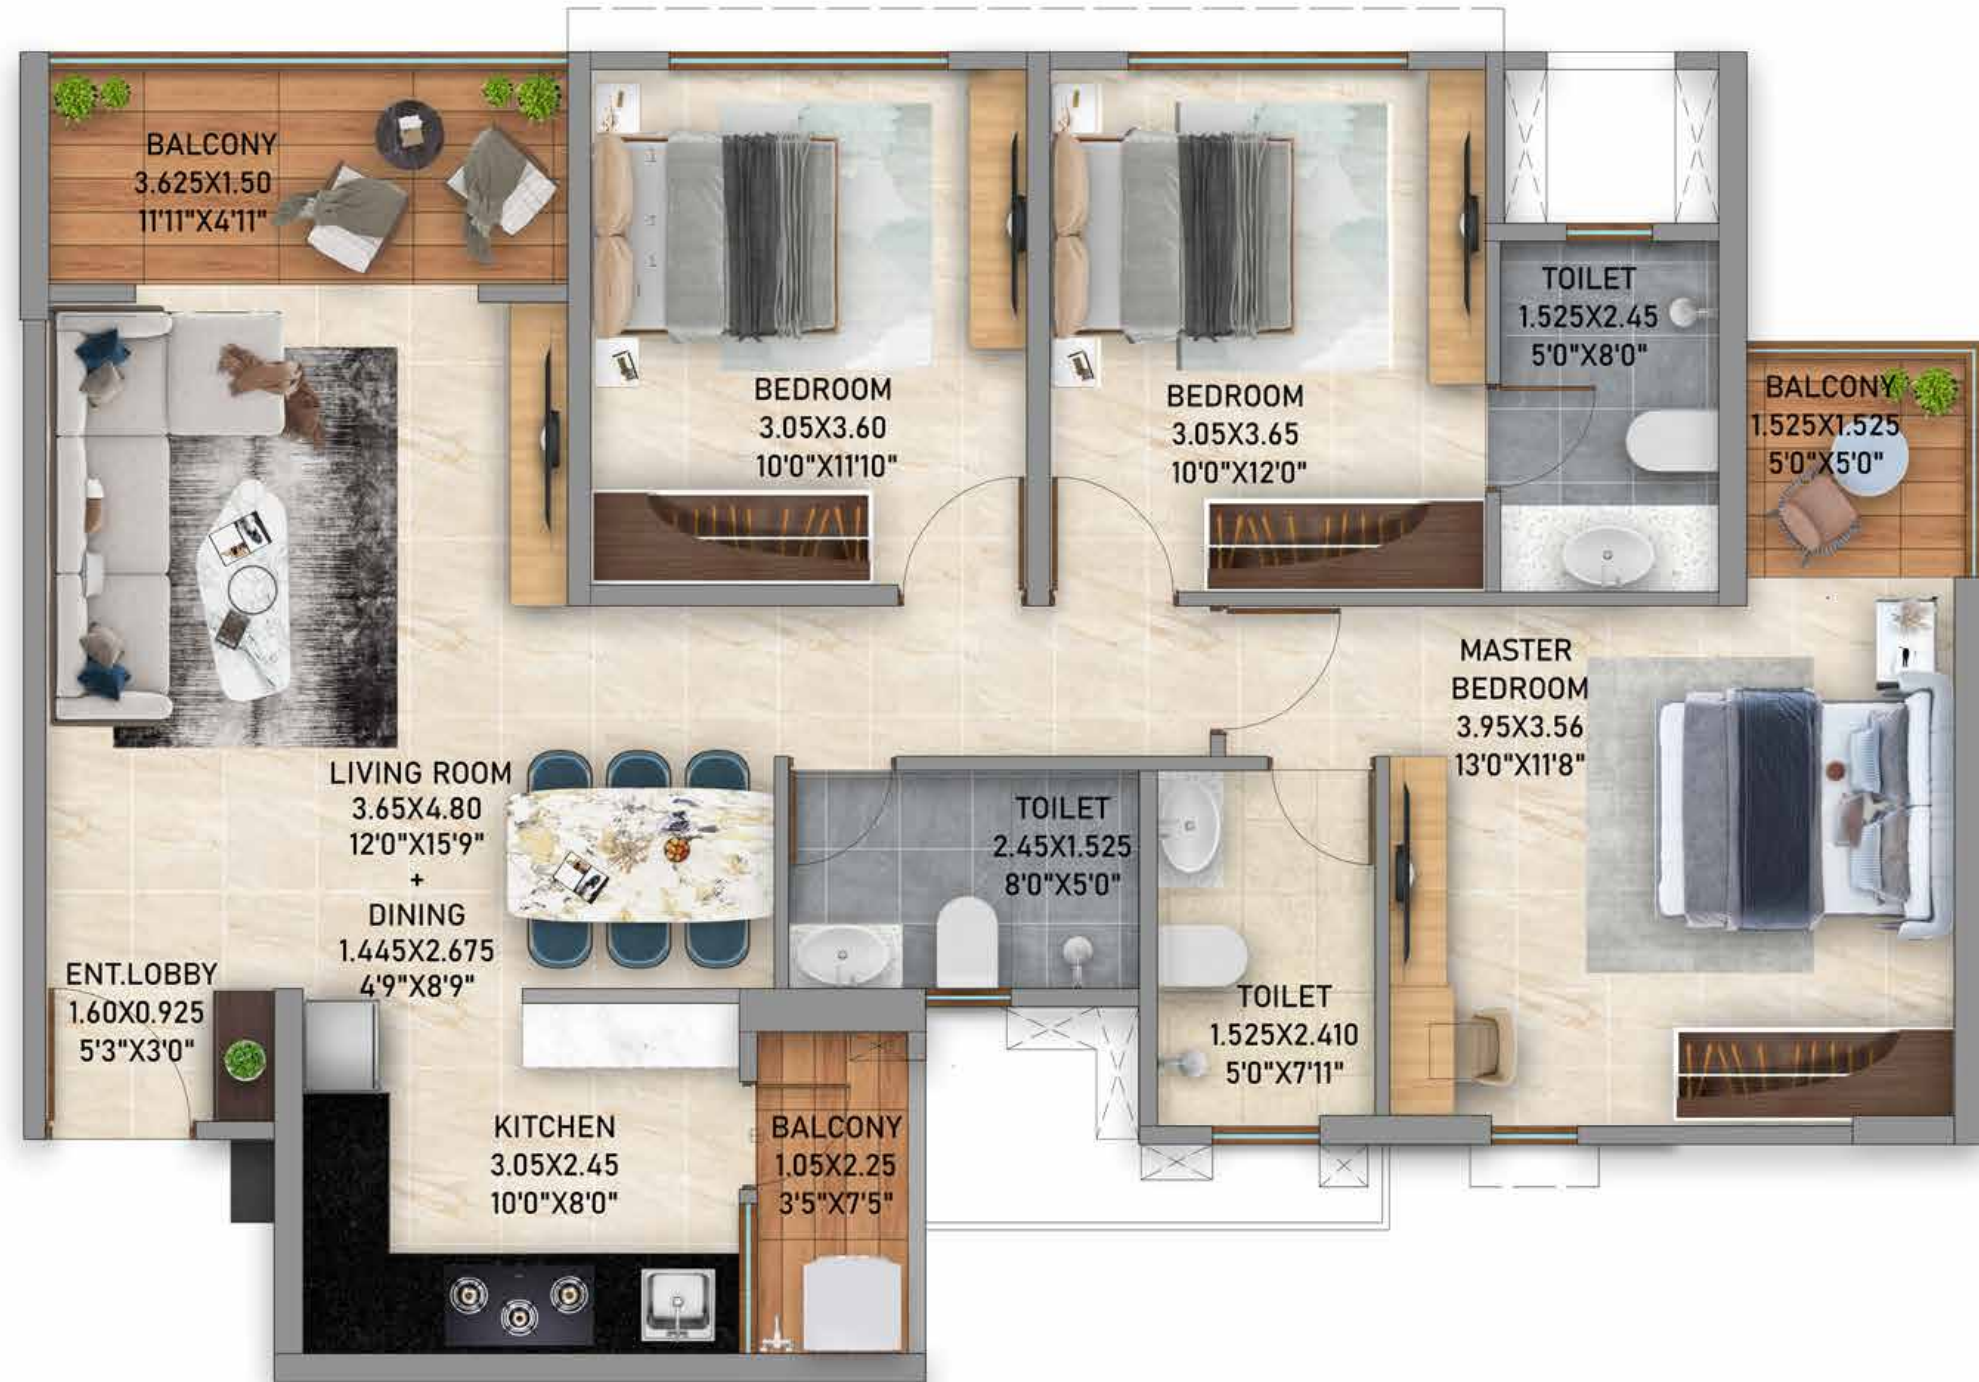 BALCONY
3.625X1.50
11'11"X4'11"
BEDROOM
3.05X3.60
10'0"X11'10"
BEDROOM
3.05X3.65
10'0"X12'0"
TOILET
1.525X2.45
5'0"X8'0"
BALCONY
1.525X1.525
5'0"X5'0"
MASTER
BEDROOM
3.95X3.56
13'0"X11'8"
LIVING ROOM
3.65X4.80
12'0"X15'9"
+
DINING
1.445X2.675
4'9"X8'9"
TOILET
2.45X1.525
8'0"X5'0"
ENT.LOBBY
1.60X0.925
5'3"X3'0"
TOILET
1.525X2.410
5'0"X7'11"
KITCHEN
3.05X2.45
10'0"X8'0"
BALCONY
1.05X2.25
3'5"X7'5"